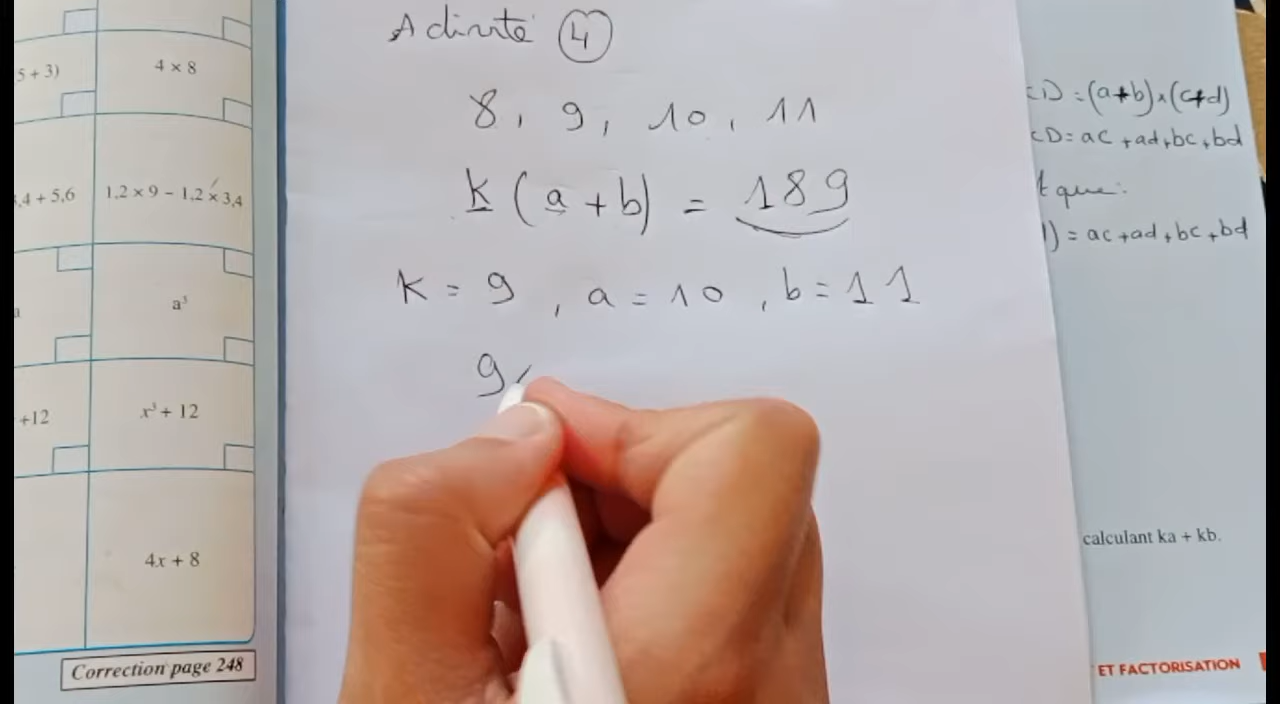 5 + 3)
4 × 8
,4 + 5,6
1,2 × 9 – 1,2 × 3,4
a³
+12
x³ + 12
4x + 8
Correction page 248
Activité 4
8, 9, 10, 11
k (a + b) = 189
k = 9, a = 10, b = 11
9
CD = (a+b)×(c+d)
CD = ac + ad + bc + bd
t que:
) = ac + ad + bc + bd
calculant ka + kb.
ET FACTORISATION